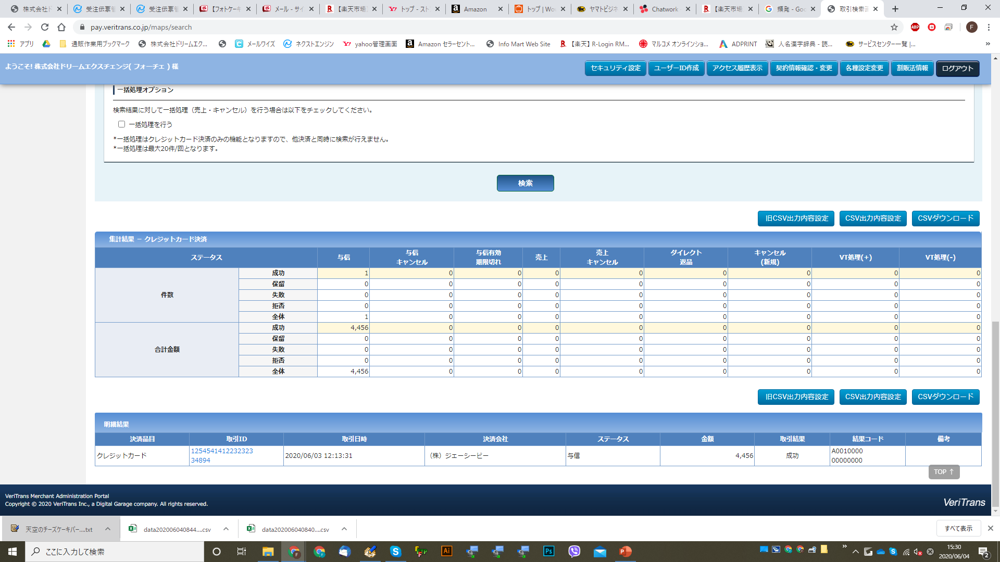 株式会社ド
受注伝票管
受注伝票管
【フォトケーキ
メール - サイ
【楽天市場
トップ - スト
Amazon
トップ | Wo
ヤマトビジネ
Chatwork
【楽天市場
頻発 - Goo
取引検索画
pay.veritrans.co.jp/maps/search
アプリ
通販作業用ブックマーク
株式会社ドリームエク...
メールワイズ
ネクストエンジン
yahoo管理画面
Amazon セラーセント...
Info Mart Web Site
【楽天】R-Login RM...
マルコメ オンラインショ...
ADPRINT
人名漢字辞典 - 読...
サービスセンター一覧 |...
ようこそ! 株式会社ドリームエクスチェンジ( フォーチェ ) 様
セキュリティ設定 ユーザーID作成 アクセス履歴表示 契約情報確認・変更 各種設定変更 割販法情報 ログアウト
一括処理オプション
検索結果に対して一括処理（売上・キャンセル）を行う場合は以下をチェックしてください。
一括処理を行う
*一括処理はクレジットカード決済のみの機能となりますので、他決済と同時に検索が行えません。
*一括処理は最大20件/回となります。
検索
旧CSV出力内容設定 CSV出力内容設定 CSVダウンロード
集計結果 － クレジットカード決済
ステータス 与信 与信キャンセル 与信有効期限切れ 売上 売上キャンセル ダイレクト返品 キャンセル(新規) VT処理(+) VT処理(-)
件数
成功 1 0 0 0 0 0 0 0 0
保留 0 0 0 0 0 0 0 0 0
失敗 0 0 0 0 0 0 0 0 0
拒否 0 0 0 0 0 0 0 0 0
全体 1 0 0 0 0 0 0 0 0
合計金額
成功 4,456 0 0 0 0 0 0 0 0
保留 0 0 0 0 0 0 0 0 0
失敗 0 0 0 0 0 0 0 0 0
拒否 0 0 0 0 0 0 0 0 0
全体 4,456 0 0 0 0 0 0 0 0
旧CSV出力内容設定 CSV出力内容設定 CSVダウンロード
明細結果
決済品目 取引ID 取引日時 決済会社 ステータス 金額 取引結果 結果コード 備考
クレジットカード 1254541412232323 2020/06/03 12:13:31 （株）ジェーシービー 与信 4,456 成功 A0010000
34894 00000000
TOP ↑
VeriTrans Merchant Administration Portal
Copyright © 2020 VeriTrans Inc., a Digital Garage company. All rights reserved.
VeriTrans
天空のチーズケーキバー....txt
data202006040844....csv
data202006040840....csv
すべて表示
ここに入力して検索
15:30
2020/06/04
2